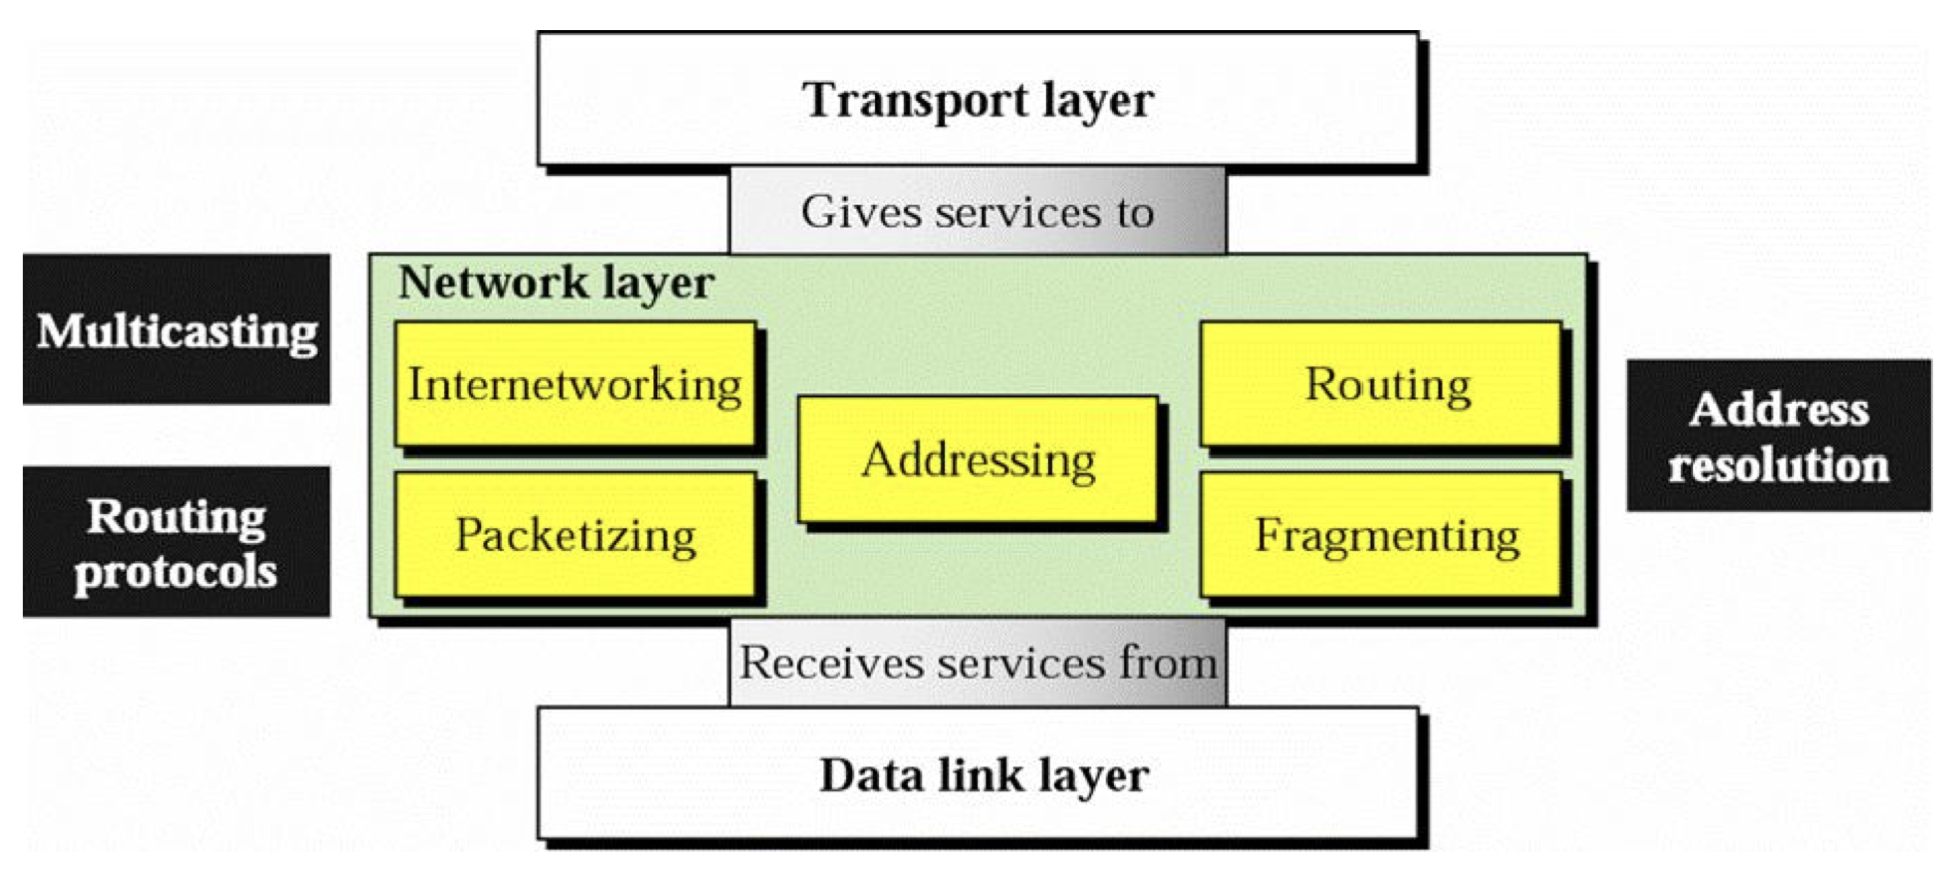 Transport layer
Gives services to
Network layer
Multicasting
Internetworking
Routing
Addressing
Address
resolution
Routing
protocols
Packetizing
Fragmenting
Receives services from
Data link layer